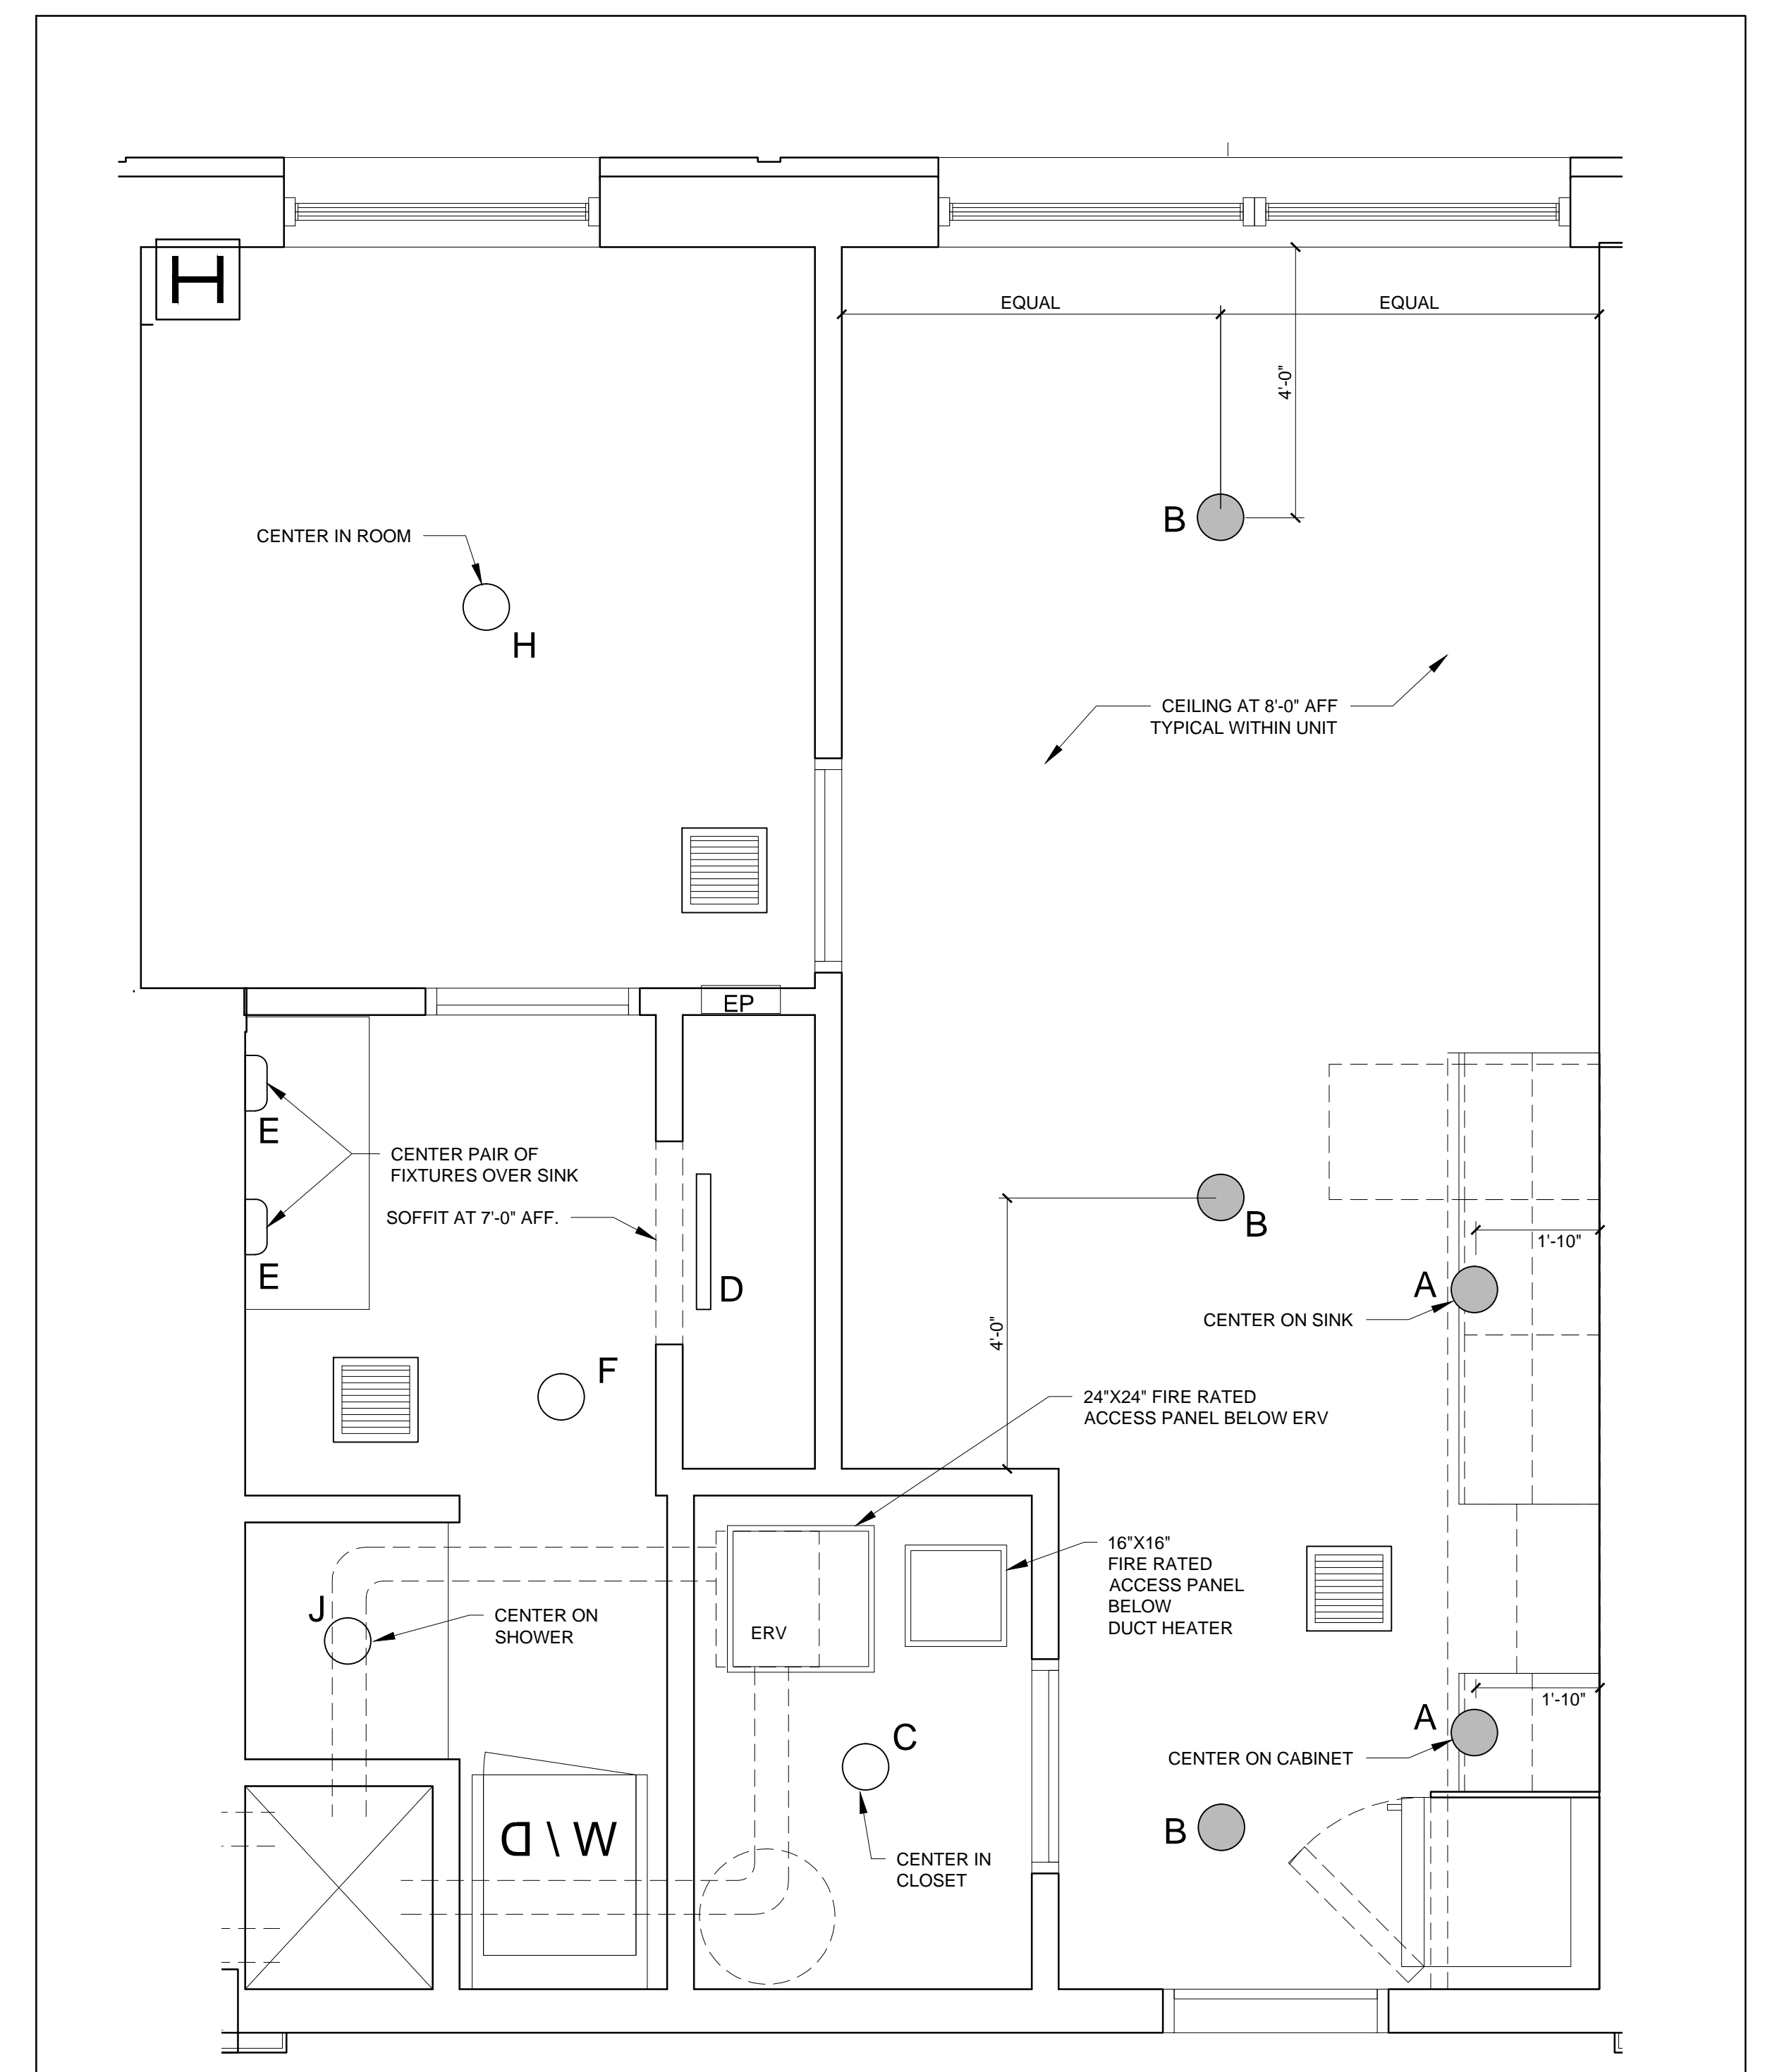 H
EQUAL
EQUAL
4'-0"
B
CENTER IN ROOM
H
CEILING AT 8'-0" AFF
TYPICAL WITHIN UNIT
EP
E
CENTER PAIR OF
FIXTURES OVER SINK
SOFFIT AT 7'-0" AFF.
E
D
B
1'-10"
A
CENTER ON SINK
4'-0"
F
24"X24" FIRE RATED
ACCESS PANEL BELOW ERV
16"X16"
FIRE RATED
ACCESS PANEL
BELOW
DUCT HEATER
J
CENTER ON
SHOWER
ERV
1'-10"
A
C
CENTER ON CABINET
W \ D
B
CENTER IN
CLOSET